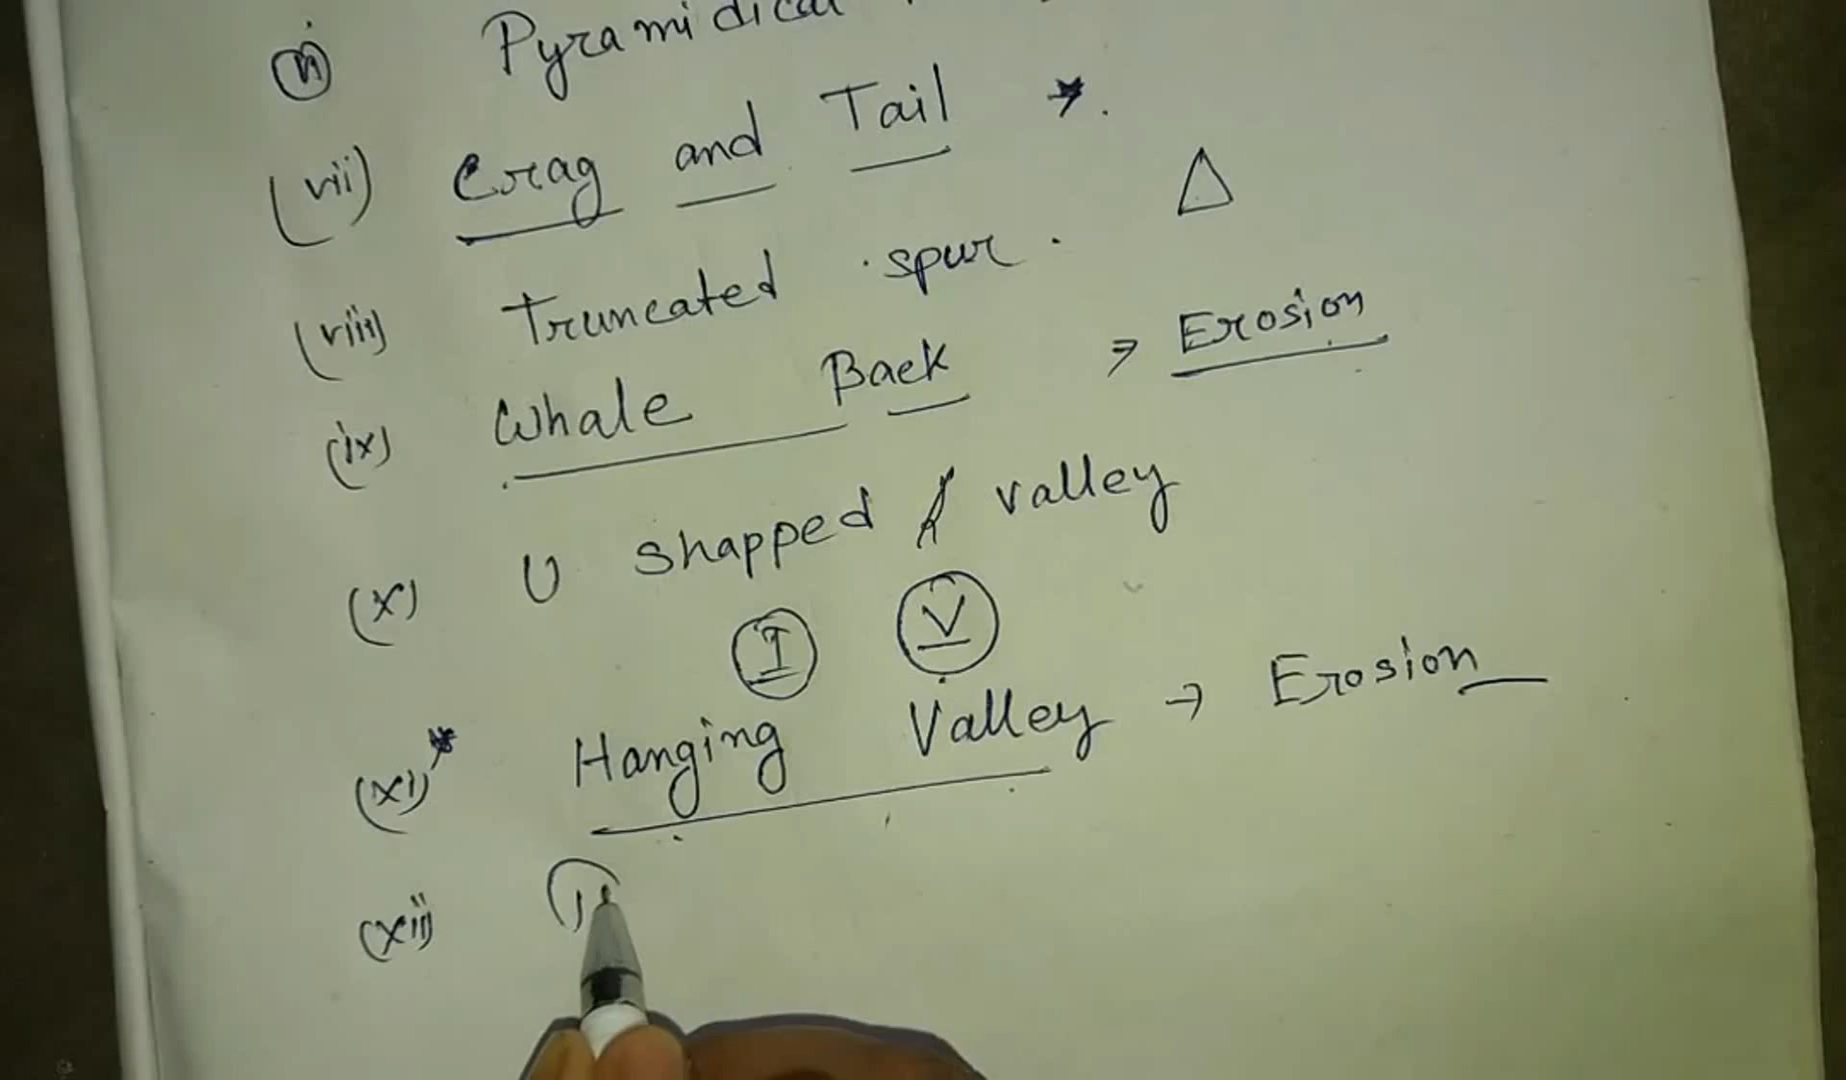 Pyramidical
(vii) Crag and Tail
(viii) Truncated spur.
(ix) Whale Back → Erosion
(x) U shapped valley
I V
(xi) Hanging Valley → Erosion
(xii)